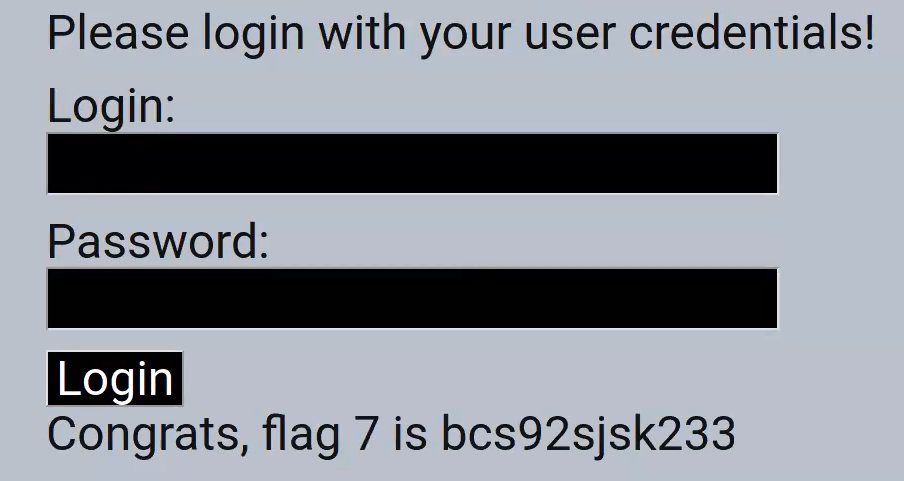 Please login with your user credentials!
Login:
Password:
Login
Congrats, flag 7 is bcs92sjsk233